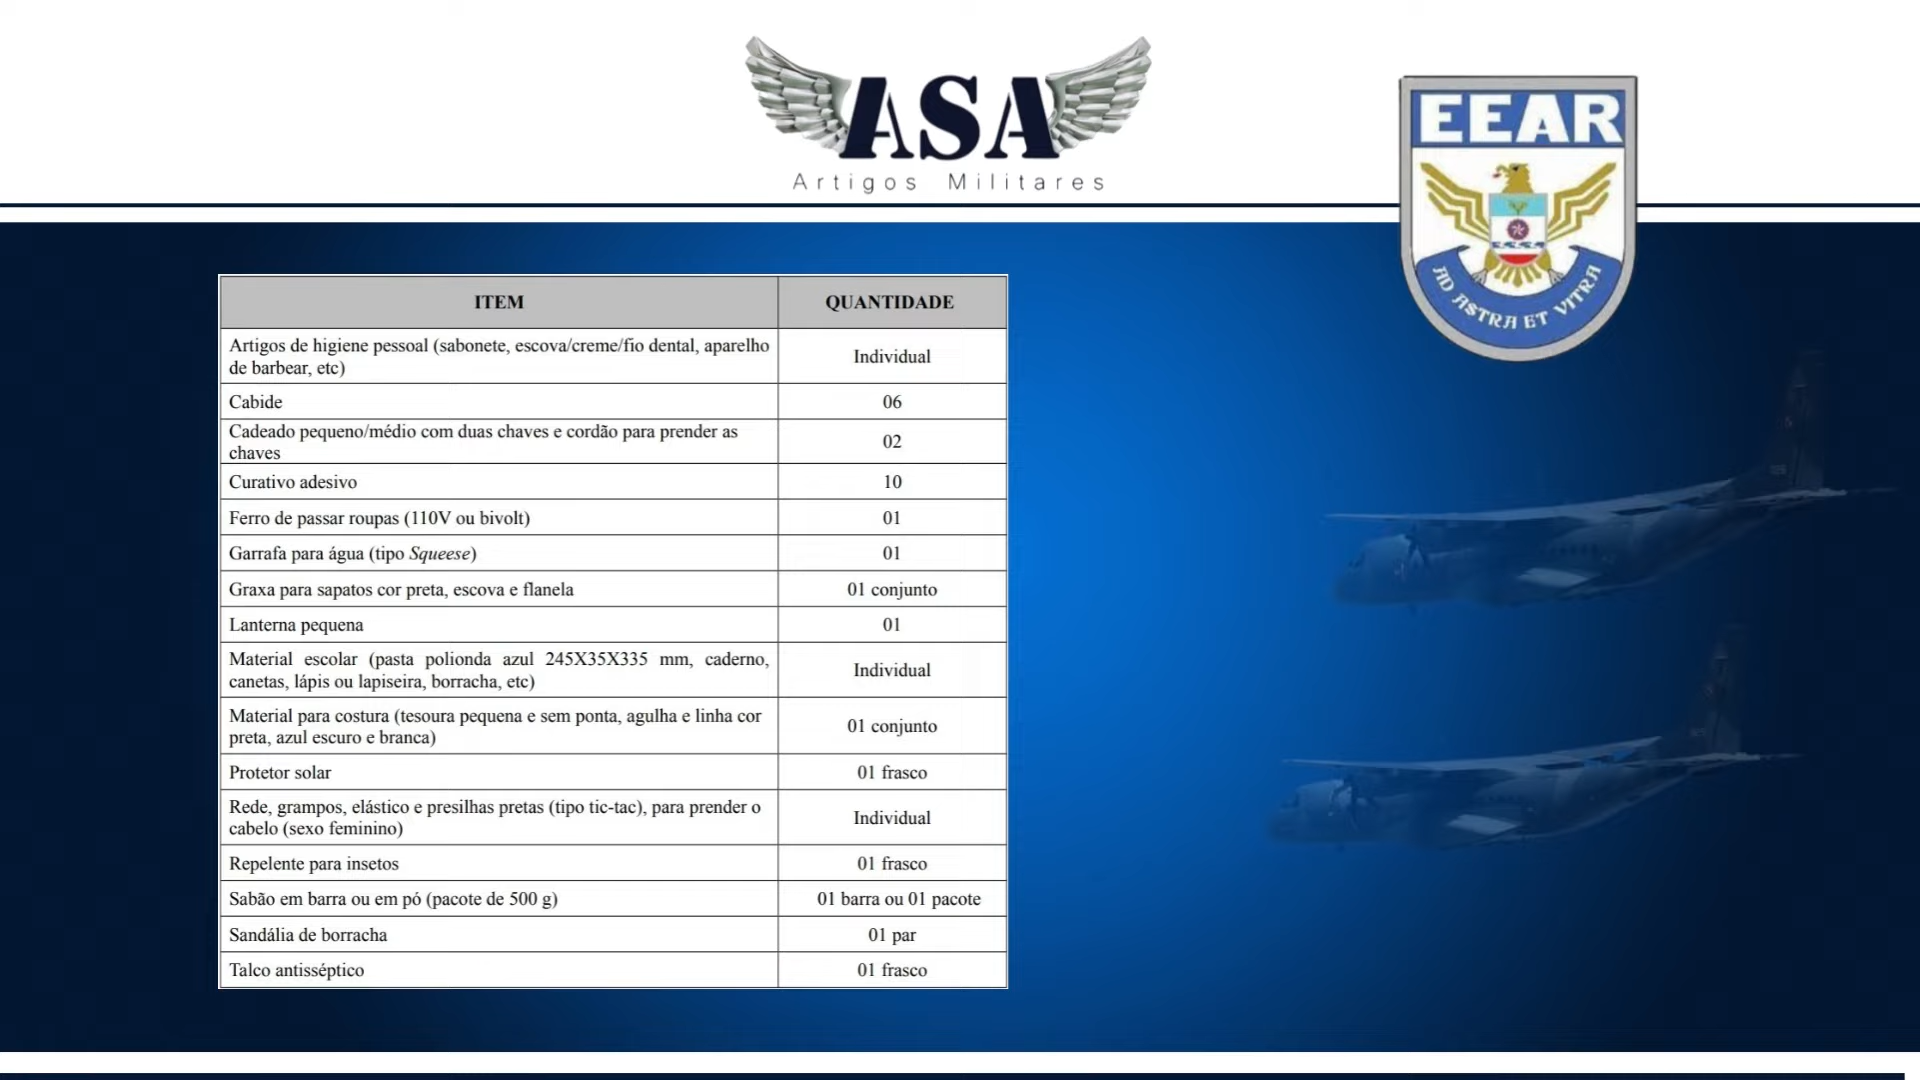 ASA
Artigos Militares
EEAR
AD ASTRA ET VITRA
ITEM QUANTIDADE
Artigos de higiene pessoal (sabonete, escova/creme/fio dental, aparelho
de barbear, etc)
Individual
Cabide 06
Cadeado pequeno/médio com duas chaves e cordão para prender as
chaves
02
Curativo adesivo 10
Ferro de passar roupas (110V ou bivolt) 01
Garrafa para água (tipo Squeese) 01
Graxa para sapatos cor preta, escova e flanela 01 conjunto
Lanterna pequena 01
Material escolar (pasta polionda azul 245X35X335 mm, caderno,
canetas, lápis ou lapiseira, borracha, etc)
Individual
Material para costura (tesoura pequena e sem ponta, agulha e linha cor
preta, azul escuro e branca)
01 conjunto
Protetor solar 01 frasco
Rede, grampos, elástico e presilhas pretas (tipo tic-tac), para prender o
cabelo (sexo feminino)
Individual
Repelente para insetos 01 frasco
Sabão em barra ou em pó (pacote de 500 g) 01 barra ou 01 pacote
Sandália de borracha 01 par
Talco antisséptico 01 frasco